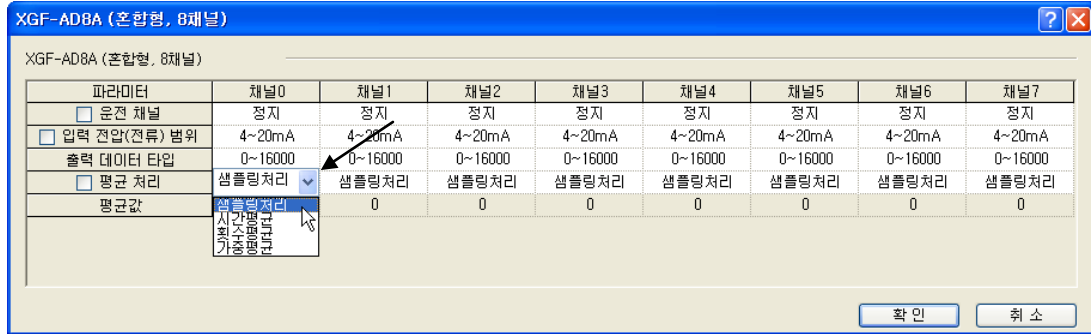 XGF-AD8A (혼합형, 8채널)
XGF-AD8A (혼합형, 8채널)
파라미터 채널0 채널1 채널2 채널3 채널4 채널5 채널6 채널7
운전 채널 정지 정지 정지 정지 정지 정지 정지 정지
입력 전압(전류) 범위 4~20mA 4~20mA 4~20mA 4~20mA 4~20mA 4~20mA 4~20mA 4~20mA
출력 데이터 타입 0~16000 0~16000 0~16000 0~16000 0~16000 0~16000 0~16000 0~16000
평균 처리 샘플링처리 샘플링처리 샘플링처리 샘플링처리 샘플링처리 샘플링처리 샘플링처리 샘플링처리
평균값 샘플링처리 0 0 0 0 0 0 0
시간평균
횟수평균
가중평균
확인 취소